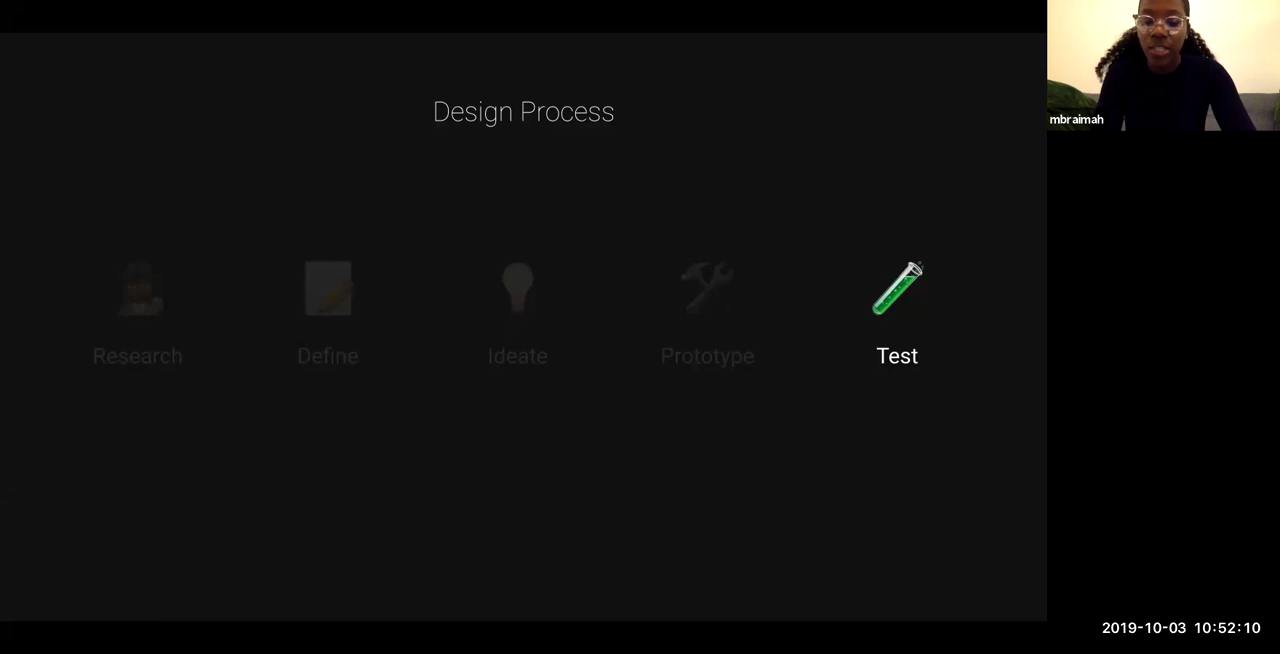 Design Process
Research
Define
Ideate
Prototype
Test
mbraimah
2019-10-03 10:52:10